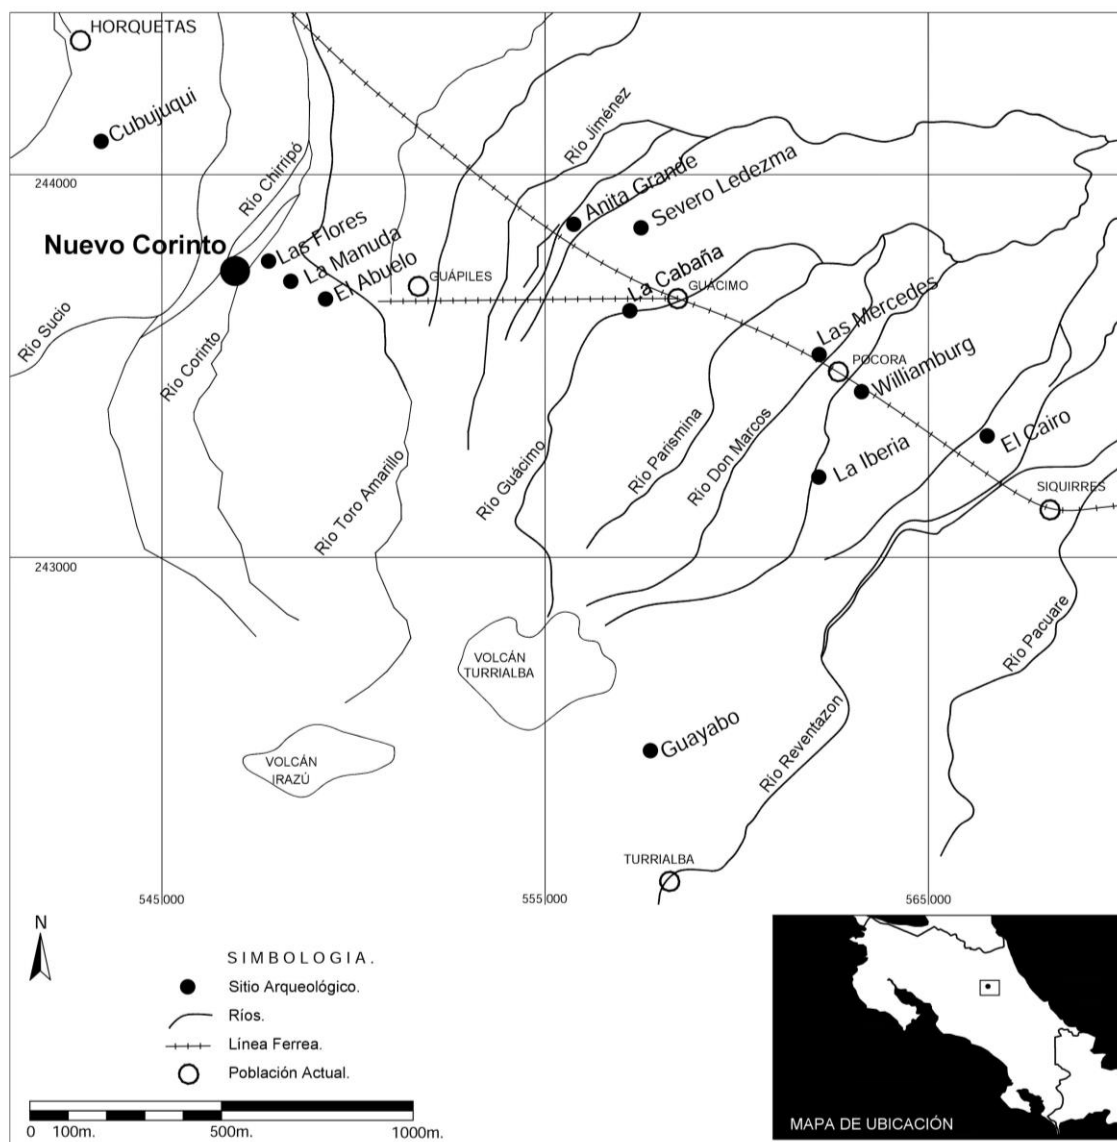 HORQUETAS
Cubujuqui
Río Chirripó
Río Jiménez
Anita Grande
Severo Ledezma
244000
Nuevo Corinto
Las Flores
La Manuda
El Abuelo
GUÁPILES
La Cabaña
GUÁCIMO
Río Sucio
Río Corinto
Las Mercedes
POCORA
Williamburg
El Cairo
La Iberia
SIQUIRRES
Río Toro Amarillo
Río Guácimo
Río Parismina
Río Don Marcos
243000
Río Pacuare
VOLCÁN
TURRIALBA
Guayabo
Río Reventazon
VOLCÁN
IRAZÚ
TURRIALBA
545000
555000
565000
N
SIMBOLOGIA.
Sitio Arqueológico.
Ríos.
Línea Ferrea.
Población Actual.
0 100m. 500m. 1000m.
MAPA DE UBICACIÓN